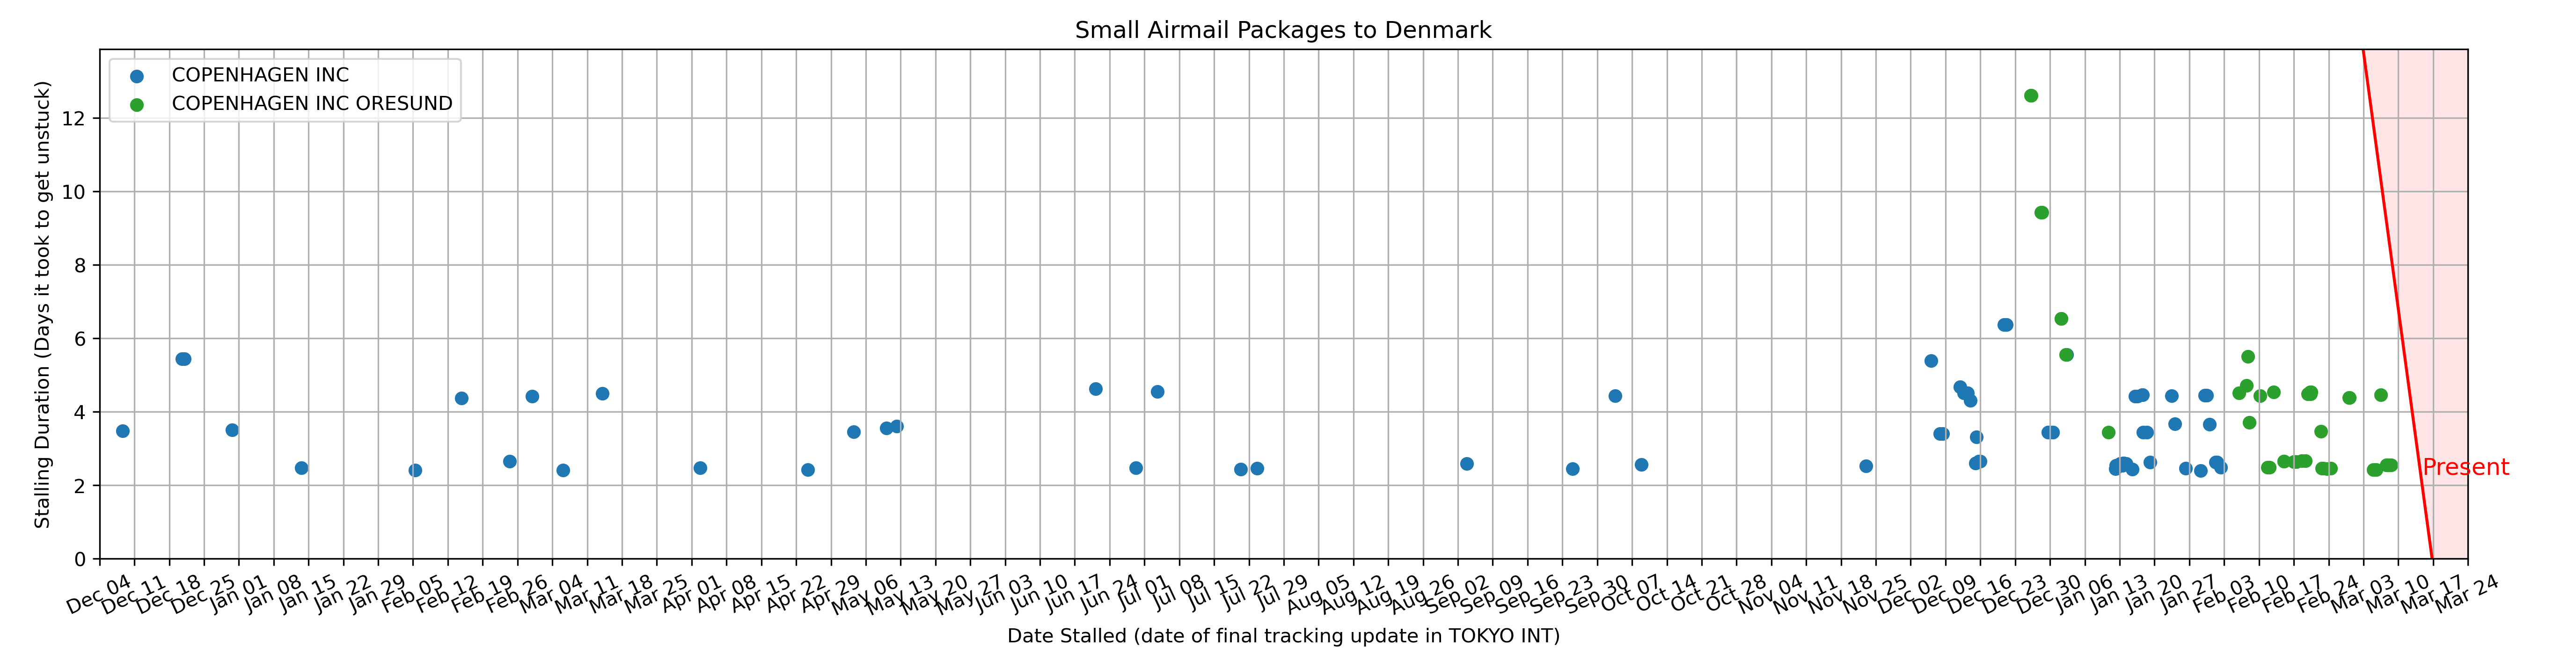 Small Airmail Packages to Denmark
COPENHAGEN INC
COPENHAGEN INC ORESUND
Stalling Duration (Days it took to get unstuck)
12
10
8
6
4
2
0
Present
Dec 04 Dec 11 Dec 18 Dec 25 Jan 01 Jan 08 Jan 15 Jan 22 Jan 29 Feb 05 Feb 12 Feb 19 Feb 26 Mar 04 Mar 11 Mar 18 Mar 25 Apr 01 Apr 08 Apr 15 Apr 22 Apr 29 May 06 May 13 May 20 May 27 Jun 03 Jun 10 Jun 17 Jun 24 Jul 01 Jul 08 Jul 15 Jul 22 Jul 29 Aug 05 Aug 12 Aug 19 Aug 26 Sep 02 Sep 09 Sep 16 Sep 23 Sep 30 Oct 07 Oct 14 Oct 21 Oct 28 Nov 04 Nov 11 Nov 18 Nov 25 Dec 02 Dec 09 Dec 16 Dec 23 Dec 30 Jan 06 Jan 13 Jan 20 Jan 27 Feb 03 Feb 10 Feb 17 Feb 24 Mar 03 Mar 10 Mar 17 Mar 24
Date Stalled (date of final tracking update in TOKYO INT)